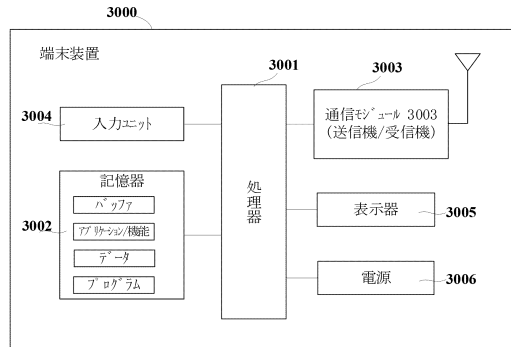 3000
端末装置
3001
3003
3004
入力ユニット
通信モジュール 3003
(送信機/受信機)
記憶器
バッファ
3002
アプリケーション/機能
データ
プログラム
処理器
表示器
3005
電源
3006